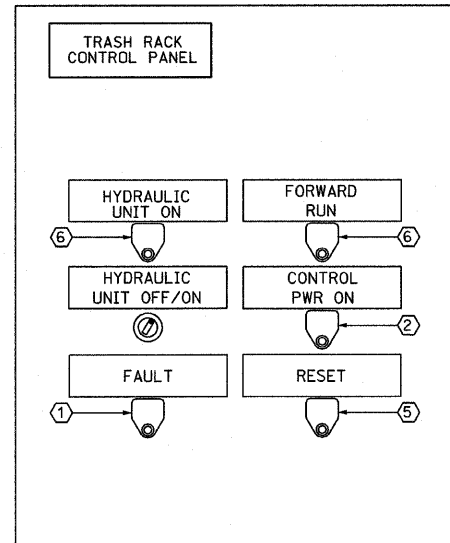 TRASH RACK
CONTROL PANEL
HYDRAULIC
UNIT ON
FORWARD
RUN
6
6
HYDRAULIC
UNIT OFF/ON
CONTROL
PWR ON
2
FAULT
RESET
1
5